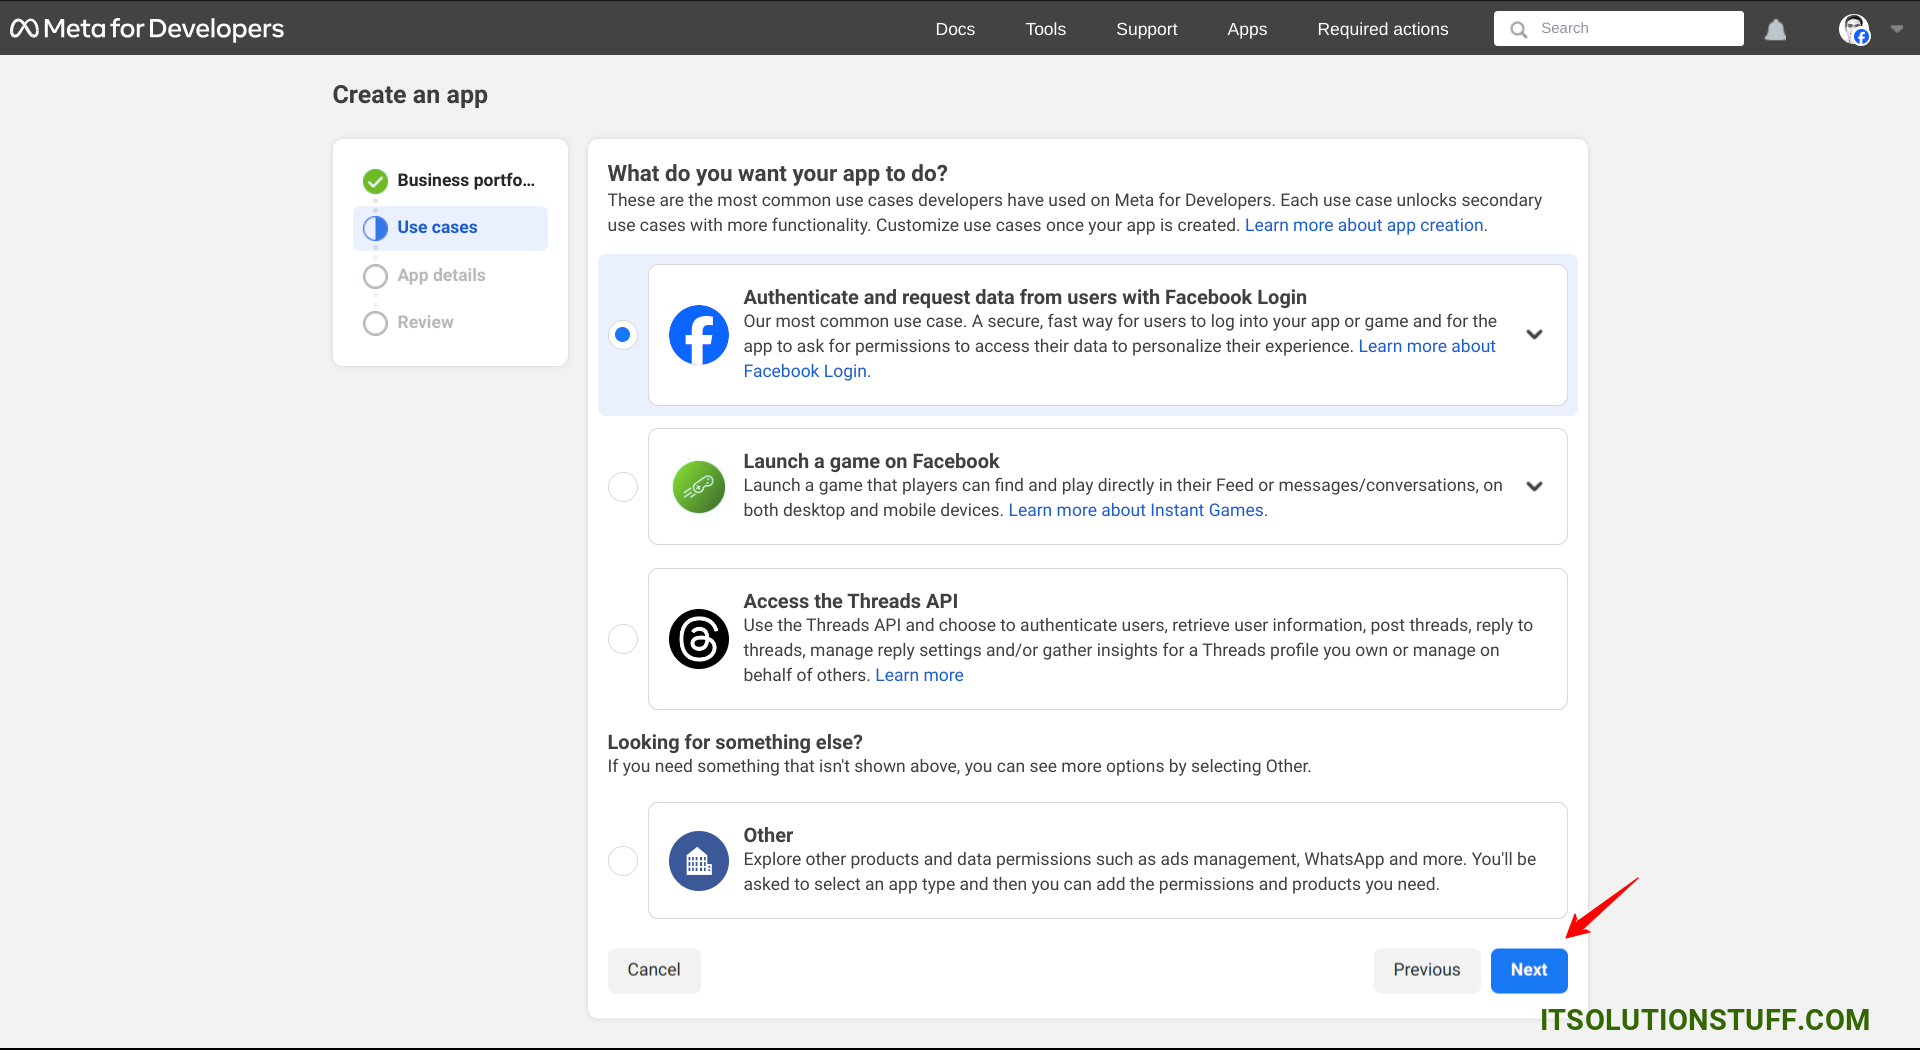 Meta for Developers
Docs
Tools
Support
Apps
Required actions
Search
Create an app
Business portfo...
Use cases
App details
Review
What do you want your app to do?
These are the most common use cases developers have used on Meta for Developers. Each use case unlocks secondary
use cases with more functionality. Customize use cases once your app is created. Learn more about app creation.
Authenticate and request data from users with Facebook Login
Our most common use case. A secure, fast way for users to log into your app or game and for the
app to ask for permissions to access their data to personalize their experience. Learn more about
Facebook Login.
Launch a game on Facebook
Launch a game that players can find and play directly in their Feed or messages/conversations, on
both desktop and mobile devices. Learn more about Instant Games.
Access the Threads API
Use the Threads API and choose to authenticate users, retrieve user information, post threads, reply to
threads, manage reply settings and/or gather insights for a Threads profile you own or manage on
behalf of others. Learn more
Looking for something else?
If you need something that isn't shown above, you can see more options by selecting Other.
Other
Explore other products and data permissions such as ads management, WhatsApp and more. You'll be
asked to select an app type and then you can add the permissions and products you need.
Cancel
Previous
Next
ITSOLUTIONSTUFF.COM